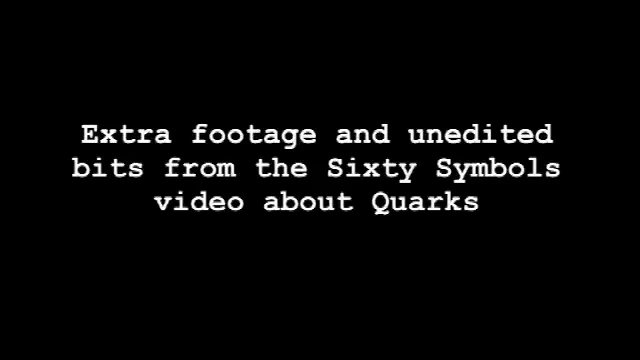 Extra footage and unedited
bits from the Sixty Symbols
video about Quarks